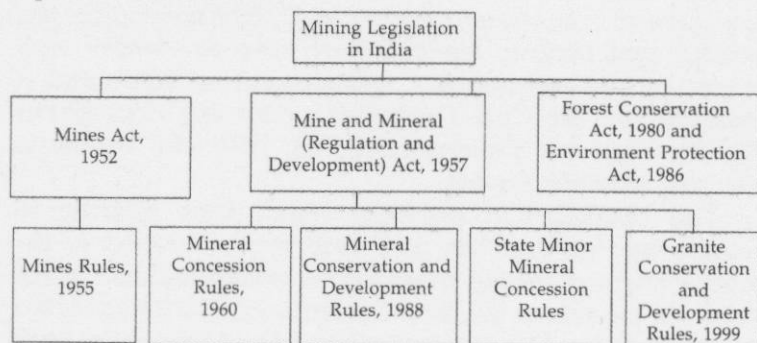 Mining Legislation
in India
Mines Act,
1952
Mine and Mineral
(Regulation and
Development) Act, 1957
Forest Conservation
Act, 1980 and
Environment Protection
Act, 1986
Mines Rules,
1955
Mineral
Concession
Rules,
1960
Mineral
Conservation and
Development
Rules, 1988
State Minor
Mineral
Concession
Rules
Granite
Conservation
and
Development
Rules, 1999